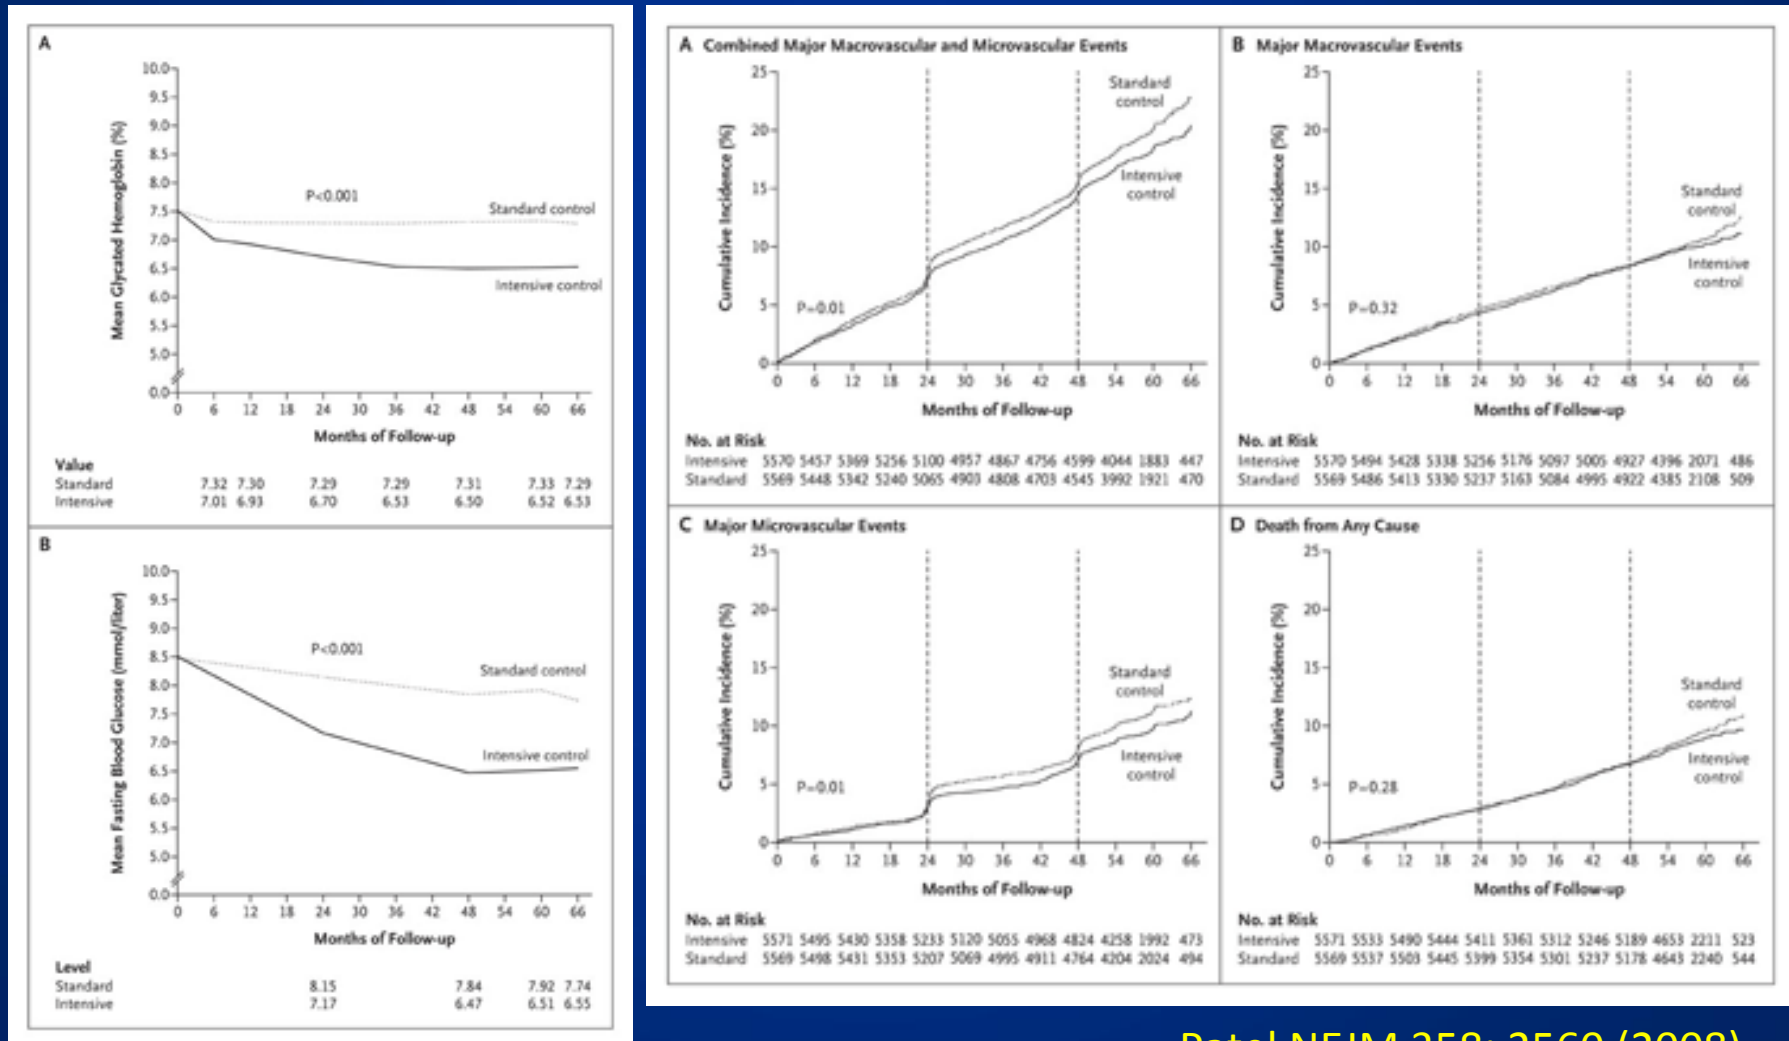 A
10.0
9.5
9.0
8.5
8.0
7.5
7.0
6.5
6.0
5.5
5.0
0.0
Mean Glycated Hemoglobin (%)
P<0.001
Standard control
Intensive control
0 6 12 18 24 30 36 42 48 54 60 66
Months of Follow-up
Value
Standard 7.32 7.30 7.29 7.29 7.31 7.33 7.29
Intensive 7.01 6.93 6.70 6.53 6.50 6.52 6.53
B
10.0
9.5
9.0
8.5
8.0
7.5
7.0
6.5
6.0
5.5
5.0
0.0
Mean Fasting Blood Glucose (mmol/liter)
P<0.001
Standard control
Intensive control
0 6 12 18 24 30 36 42 48 54 60 66
Months of Follow-up
Level
Standard 8.15 7.84 7.92 7.74
Intensive 7.17 6.47 6.51 6.55
A Combined Major Macrovascular and Microvascular Events
25
20
15
10
5
0
Cumulative Incidence (%)
Standard
control
Intensive
control
P=0.01
0 6 12 18 24 30 36 42 48 54 60 66
Months of Follow-up
No. at Risk
Intensive 5570 5457 5369 5256 5100 4957 4867 4756 4599 4044 1883 447
Standard 5569 5448 5342 5240 5065 4903 4808 4703 4545 3992 1921 470
B Major Macrovascular Events
25
20
15
10
5
0
Cumulative Incidence (%)
Standard
control
Intensive
control
P=0.32
0 6 12 18 24 30 36 42 48 54 60 66
Months of Follow-up
No. at Risk
Intensive 5570 5494 5428 5338 5256 5176 5097 5005 4927 4396 2071 486
Standard 5569 5486 5413 5330 5237 5163 5084 4995 4922 4385 2108 509
C Major Microvascular Events
25
20
15
10
5
0
Cumulative Incidence (%)
Standard
control
Intensive
control
P=0.01
0 6 12 18 24 30 36 42 48 54 60 66
Months of Follow-up
No. at Risk
Intensive 5571 5495 5430 5358 5233 5120 5055 4968 4824 4258 1992 473
Standard 5569 5498 5431 5353 5207 5069 4995 4911 4764 4204 2024 494
D Death from Any Cause
25
20
15
10
5
0
Cumulative Incidence (%)
Standard
control
Intensive
control
P=0.28
0 6 12 18 24 30 36 42 48 54 60 66
Months of Follow-up
No. at Risk
Intensive 5571 5533 5490 5444 5411 5361 5312 5246 5189 4653 2211 523
Standard 5569 5537 5503 5445 5399 5354 5301 5237 5178 4643 2240 544
Patel NEJM 358: 2560 (2008)